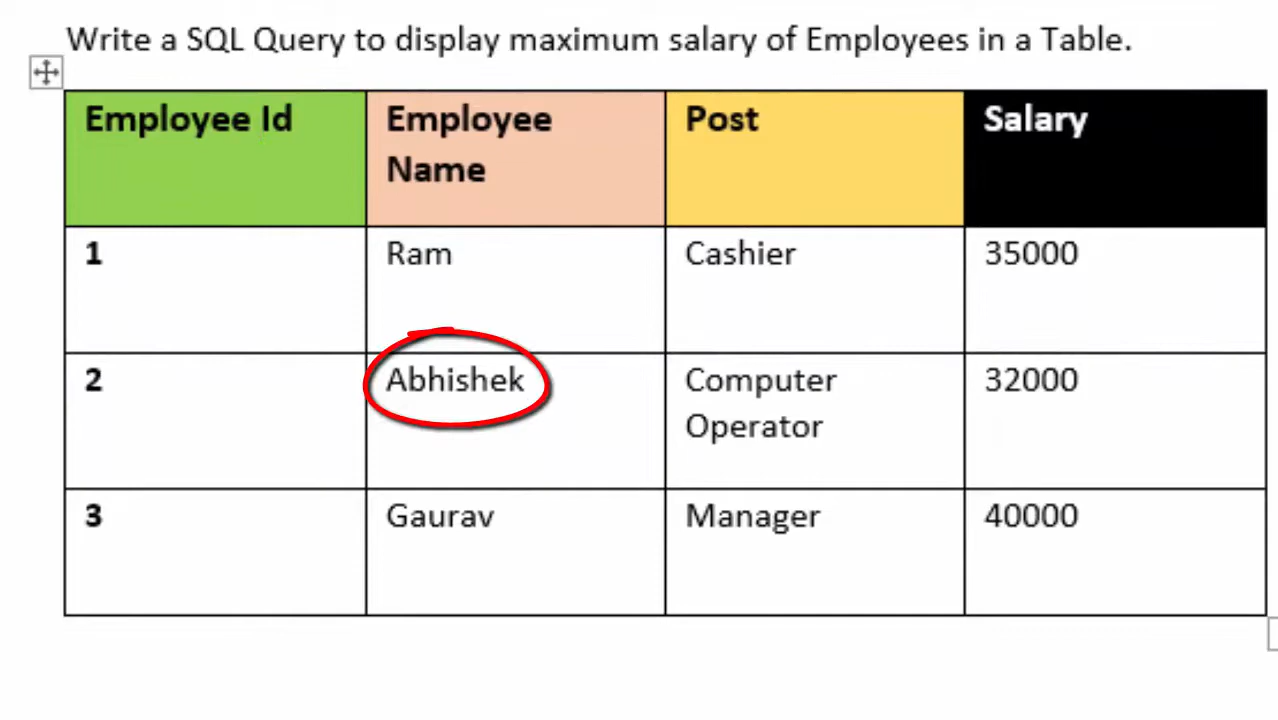 Write a SQL Query to display maximum salary of Employees in a Table.
Employee Id Employee Name Post Salary
1 Ram Cashier 35000
2 Abhishek Computer Operator 32000
3 Gaurav Manager 40000